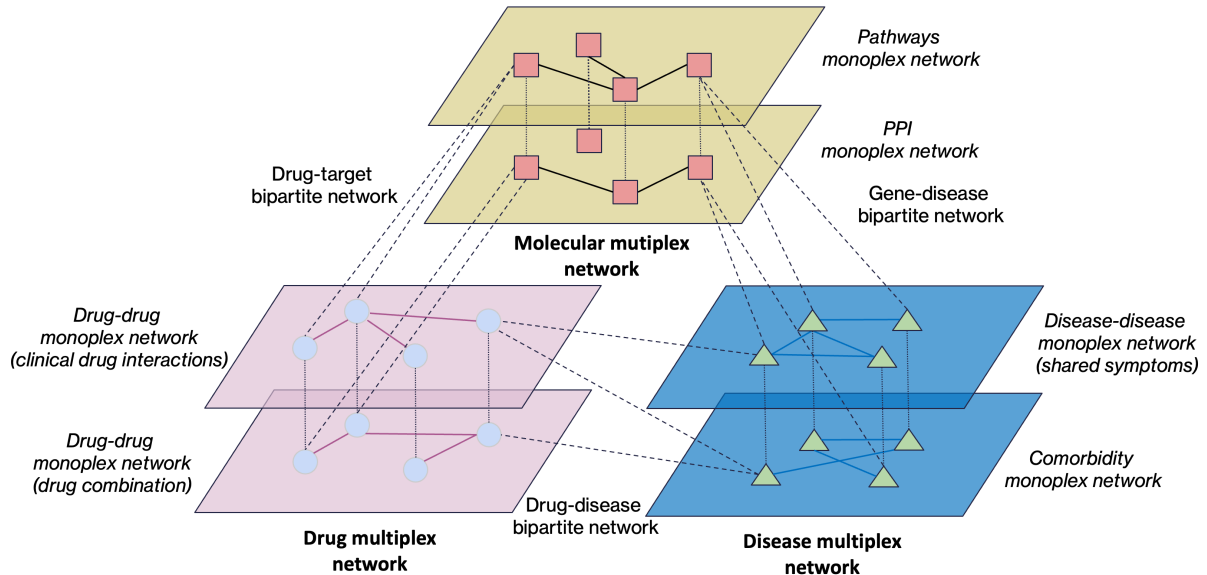 Pathways
monoplex network
PPI
monoplex network
Drug-target
bipartite network
Gene-disease
bipartite network
Molecular mutiplex
network
Drug-drug
monoplex network
(clinical drug interactions)
Disease-disease
monoplex network
(shared symptoms)
Drug-drug
monoplex network
(drug combination)
Comorbidity
monoplex network
Drug-disease
bipartite network
Drug multiplex
network
Disease multiplex
network